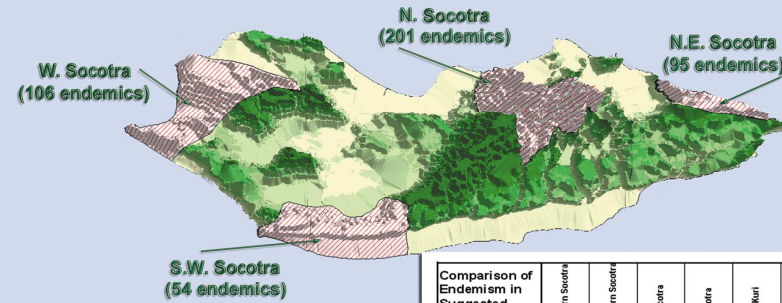 N. Socotra
(201 endemics)
N.E. Socotra
(95 endemics)
W. Socotra
(106 endemics)
S.W. Socotra
(54 endemics)
Comparison of
Endemism in